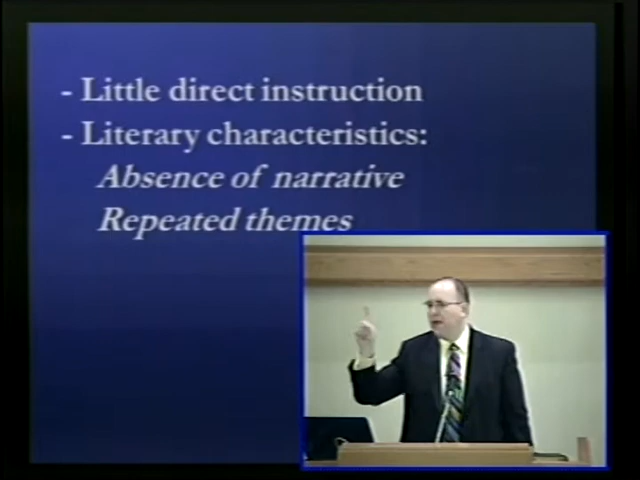 - Little direct instruction
- Literary characteristics:
Absence of narrative
Repeated themes